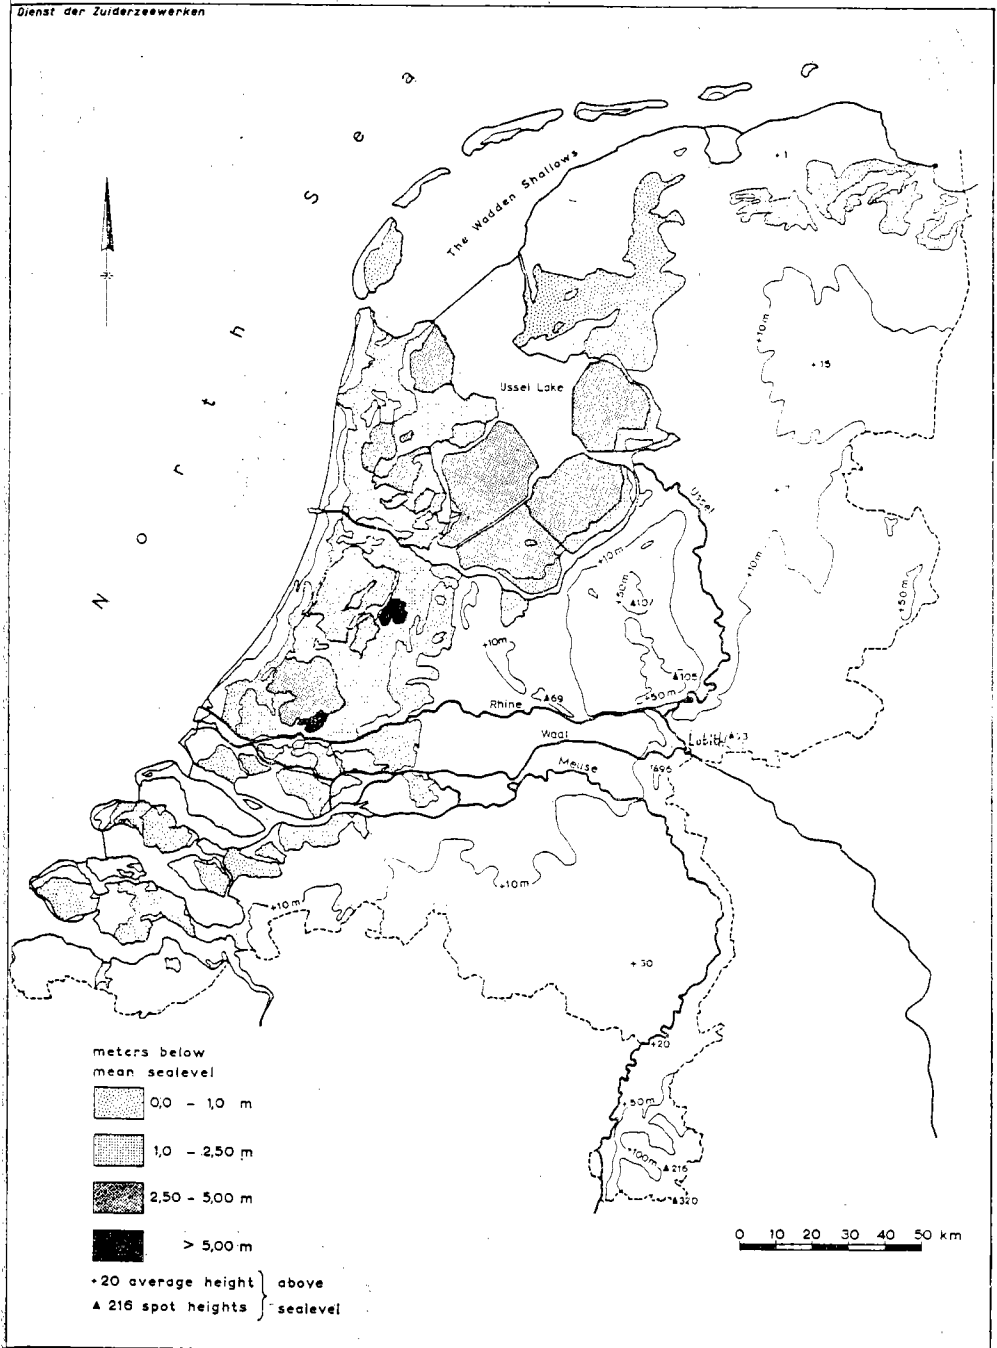 Dienst der Zuiderzeewerken
North Sea
The Wadden Shallows
+1
+10m
+15
IJssel Lake
IJssel
+10m
+10m
+50m
▲107
+50m
+10m
▲105
+50m
▲69
Rhine
Waal
Lobith
Meuse
+10m
+10m
+30
+20
+50m
+100m
▲216
▲320
meters below
mean sealevel
0,0 - 1,0 m
1,0 - 2,50 m
2,50 - 5,00 m
> 5,00 m
+20 average height
above
▲ 216 spot heights
sealevel
0 10 20 30 40 50 km